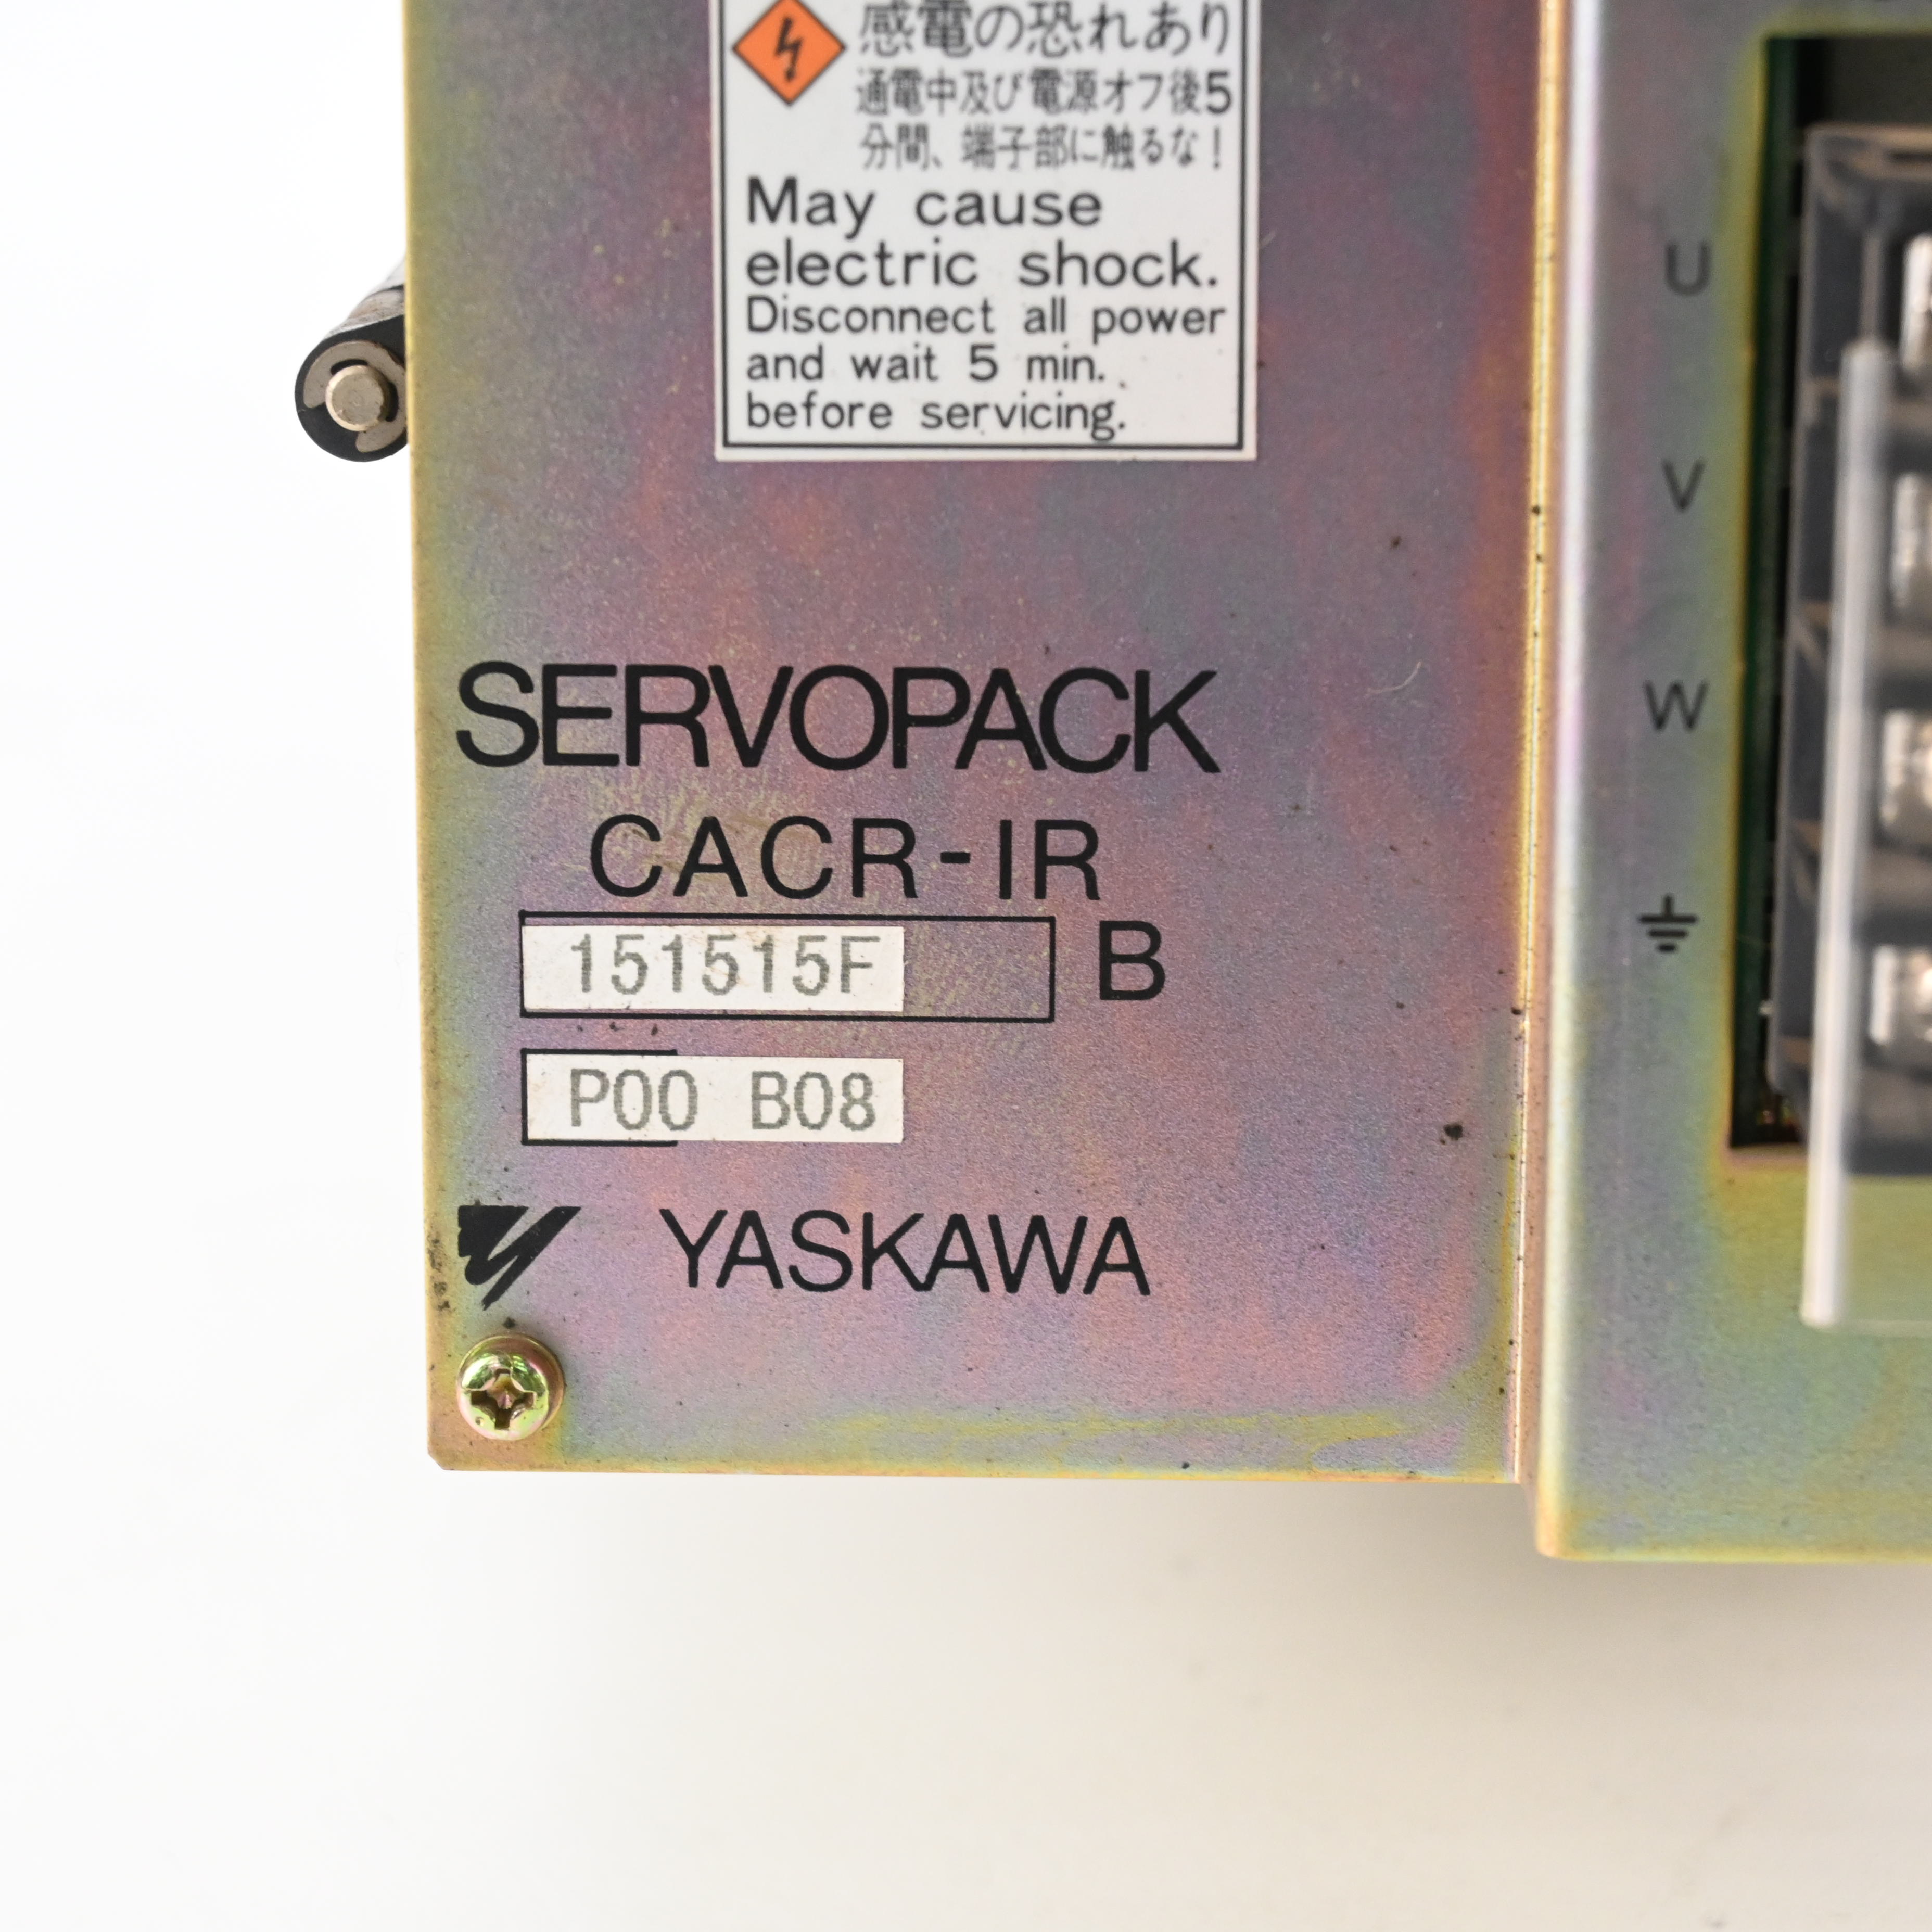 感電の恐れあり
通電中及び電源オフ後5
分間、端子部に触るな!
May cause
electric shock.
Disconnect all power
and wait 5 min.
before servicing.
U
V
W
SERVOPACK
CACR-IR
151515F B
P00 B08
YASKAWA